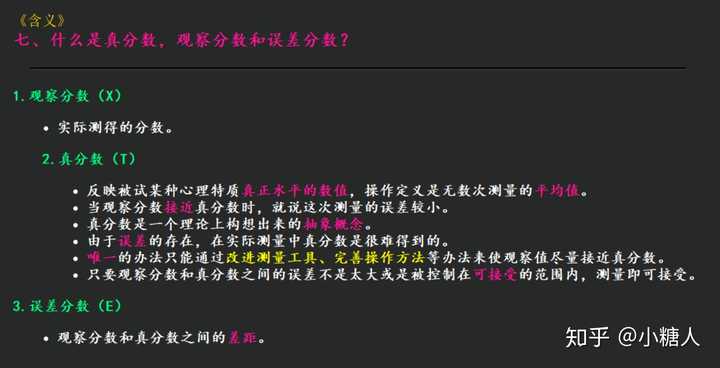 《含义》
七、什么是真分数，观察分数和误差分数？
1.观察分数（X）
• 实际测得的分数。
2.真分数（T）
• 反映被试某种心理特质真正水平的数值，操作定义是无数次测量的平均值。
• 当观察分数接近真分数时，就说这次测量的误差较小。
• 真分数是一个理论上构想出来的抽象概念。
• 由于误差的存在，在实际测量中真分数是很难得到的。
• 唯一的办法只能通过改进测量工具、完善操作方法等办法来使观察值尽量接近真分数。
• 只要观察分数和真分数之间的误差不是太大或是被控制在可接受的范围内，测量即可接受。
3.误差分数（E）
• 观察分数和真分数之间的差距。
知乎 @小糖人